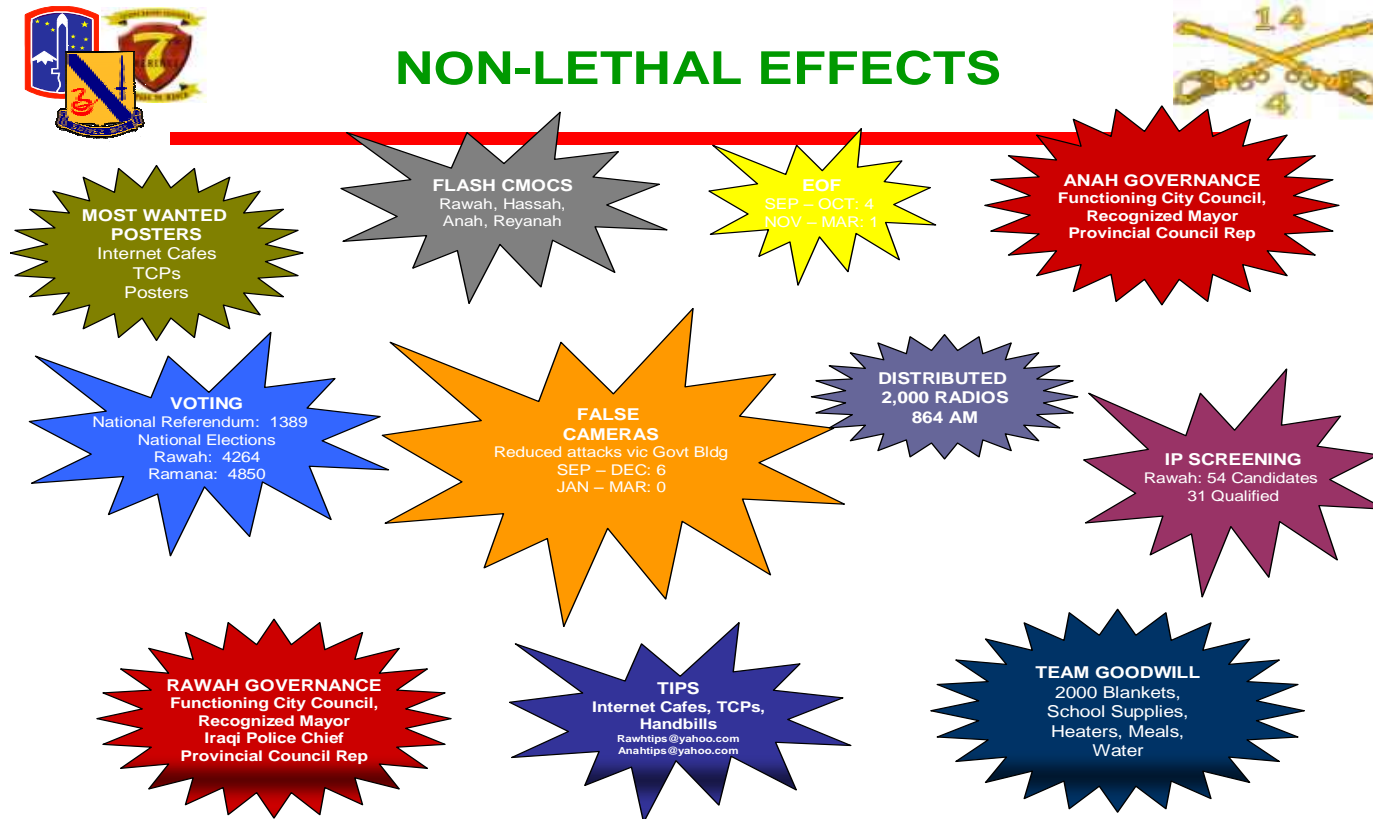 NON-LETHAL EFFECTS
7
14
4
MOST WANTED
POSTERS
Internet Cafes
TCPs
Posters
FLASH CMOCS
Rawah, Hassah,
Anah, Reyanah
EOF
SEP – OCT: 4
NOV – MAR: 1
ANAH GOVERNANCE
Functioning City Council,
Recognized Mayor
Provincial Council Rep
VOTING
National Referendum: 1389
National Elections
Rawah: 4264
Ramana: 4850
FALSE
CAMERAS
Reduced attacks vic Govt Bldg
SEP – DEC: 6
JAN – MAR: 0
DISTRIBUTED
2,000 RADIOS
864 AM
IP SCREENING
Rawah: 54 Candidates
31 Qualified
RAWAH GOVERNANCE
Functioning City Council,
Recognized Mayor
Iraqi Police Chief
Provincial Council Rep
TIPS
Internet Cafes, TCPs,
Handbills
Rawhtips@yahoo.com
Anahtips@yahoo.com
TEAM GOODWILL
2000 Blankets,
School Supplies,
Heaters, Meals,
Water